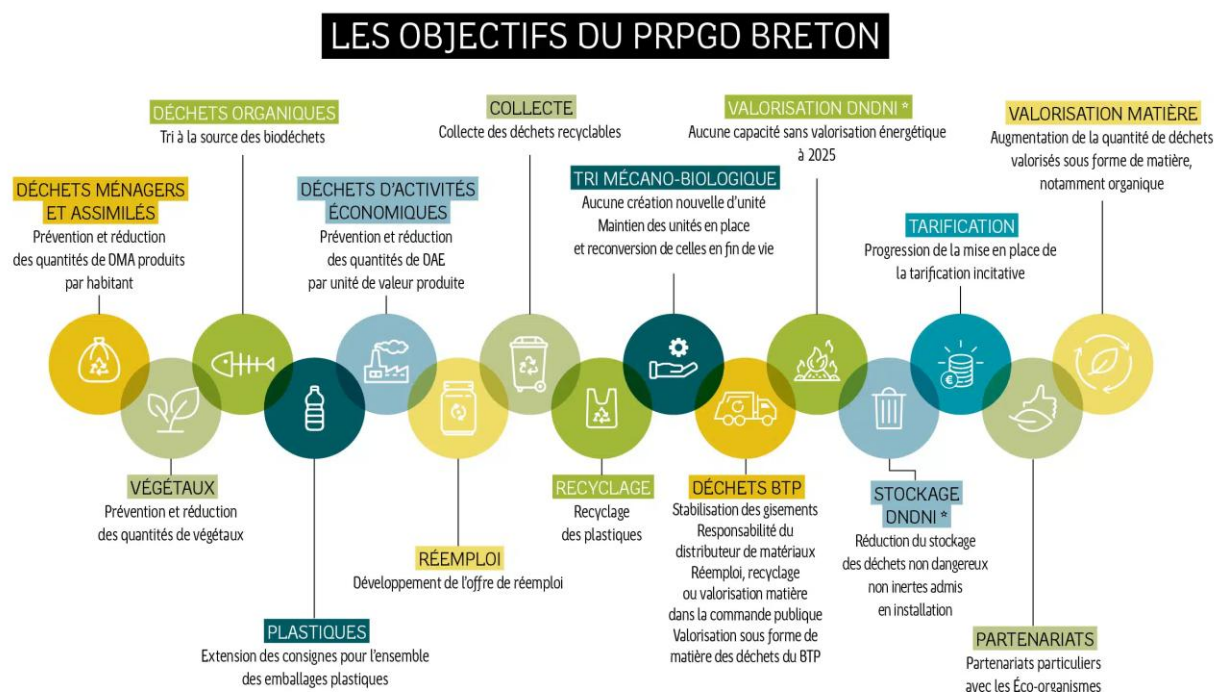 LES OBJECTIFS DU PRPGD BRETON
DÉCHETS MÉNAGERS
ET ASSIMILÉS
Prévention et réduction
des quantités de DMA produits
par habitant
VÉGÉTAUX
Prévention et réduction
des quantités de végétaux
DÉCHETS ORGANIQUES
Tri à la source des biodéchets
PLASTIQUES
Extension des consignes pour l'ensemble
des emballages plastiques
DÉCHETS D'ACTIVITÉS
ÉCONOMIQUES
Prévention et réduction
des quantités de DAE
par unité de valeur produite
RÉEMPLOI
Développement de l'offre de réemploi
COLLECTE
Collecte des déchets recyclables
RECYCLAGE
Recyclage
des plastiques
TRI MÉCANO-BIOLOGIQUE
Aucune création nouvelle d'unité
Maintien des unités en place
et reconversion de celles en fin de vie
DÉCHETS BTP
Stabilisation des gisements
Responsabilité du
distributeur de matériaux
Réemploi, recyclage
ou valorisation matière
dans la commande publique
Valorisation sous forme de
matière des déchets du BTP
VALORISATION DNDNI *
Aucune capacité sans valorisation énergétique
à 2025
STOCKAGE
DNDNI *
Réduction du stockage
des déchets non dangereux
non inertes admis
en installation
TARIFICATION
Progression de la mise en place de
la tarification incitative
€
PARTENARIATS
Partenariats particuliers
avec les Éco-organismes
VALORISATION MATIÈRE
Augmentation de la quantité de déchets
valorisés sous forme de matière,
notamment organique